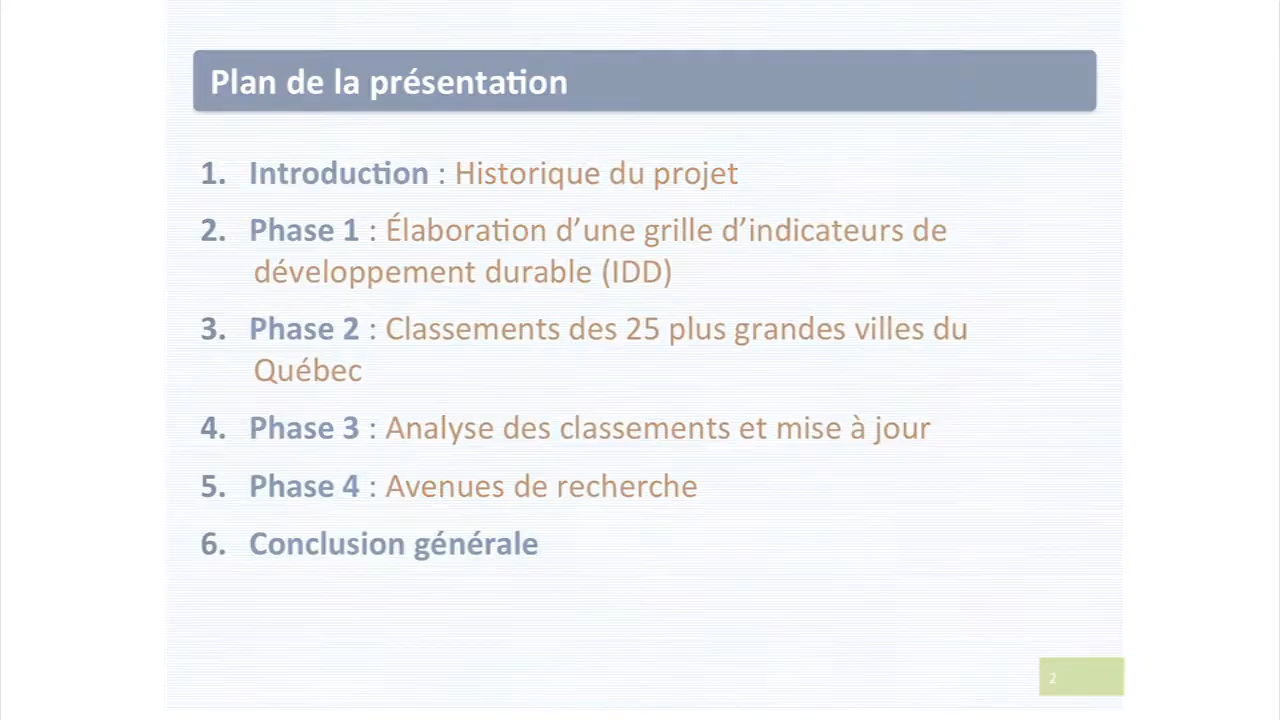 Plan de la présentation
1. Introduction : Historique du projet
2. Phase 1 : Élaboration d’une grille d’indicateurs de
développement durable (IDD)
3. Phase 2 : Classements des 25 plus grandes villes du
Québec
4. Phase 3 : Analyse des classements et mise à jour
5. Phase 4 : Avenues de recherche
6. Conclusion générale
2